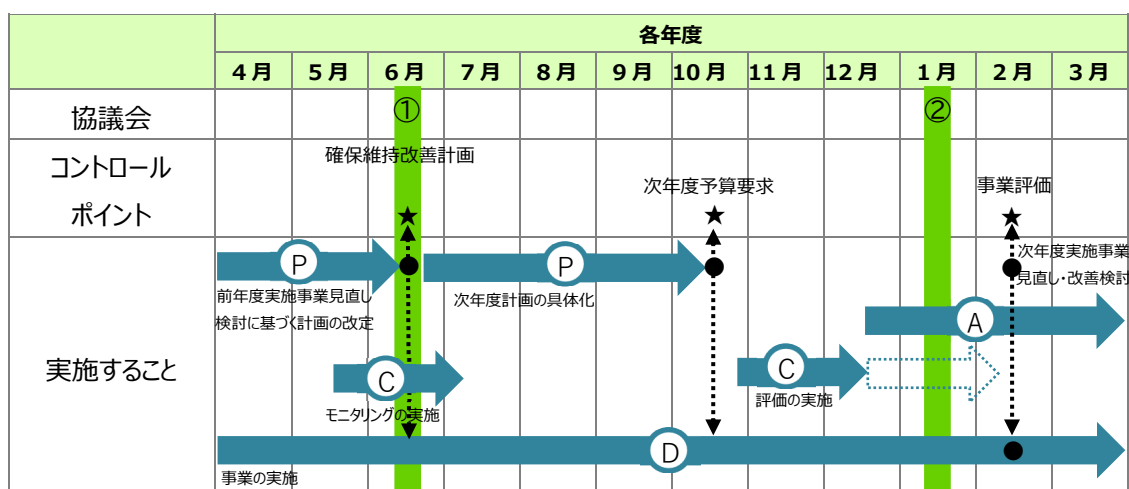 各年度
4月 5月 6月 7月 8月 9月 10月 11月 12月 1月 2月 3月
協議会
① ②
コントロール
ポイント
確保維持改善計画
次年度予算要求
事業評価
★ ★ ★
実施すること
P
前年度実施事業見直し
検討に基づく計画の改定
P
次年度計画の具体化
次年度実施事業
見直し・改善検討
A
C
モニタリングの実施
C
評価の実施
D
事業の実施